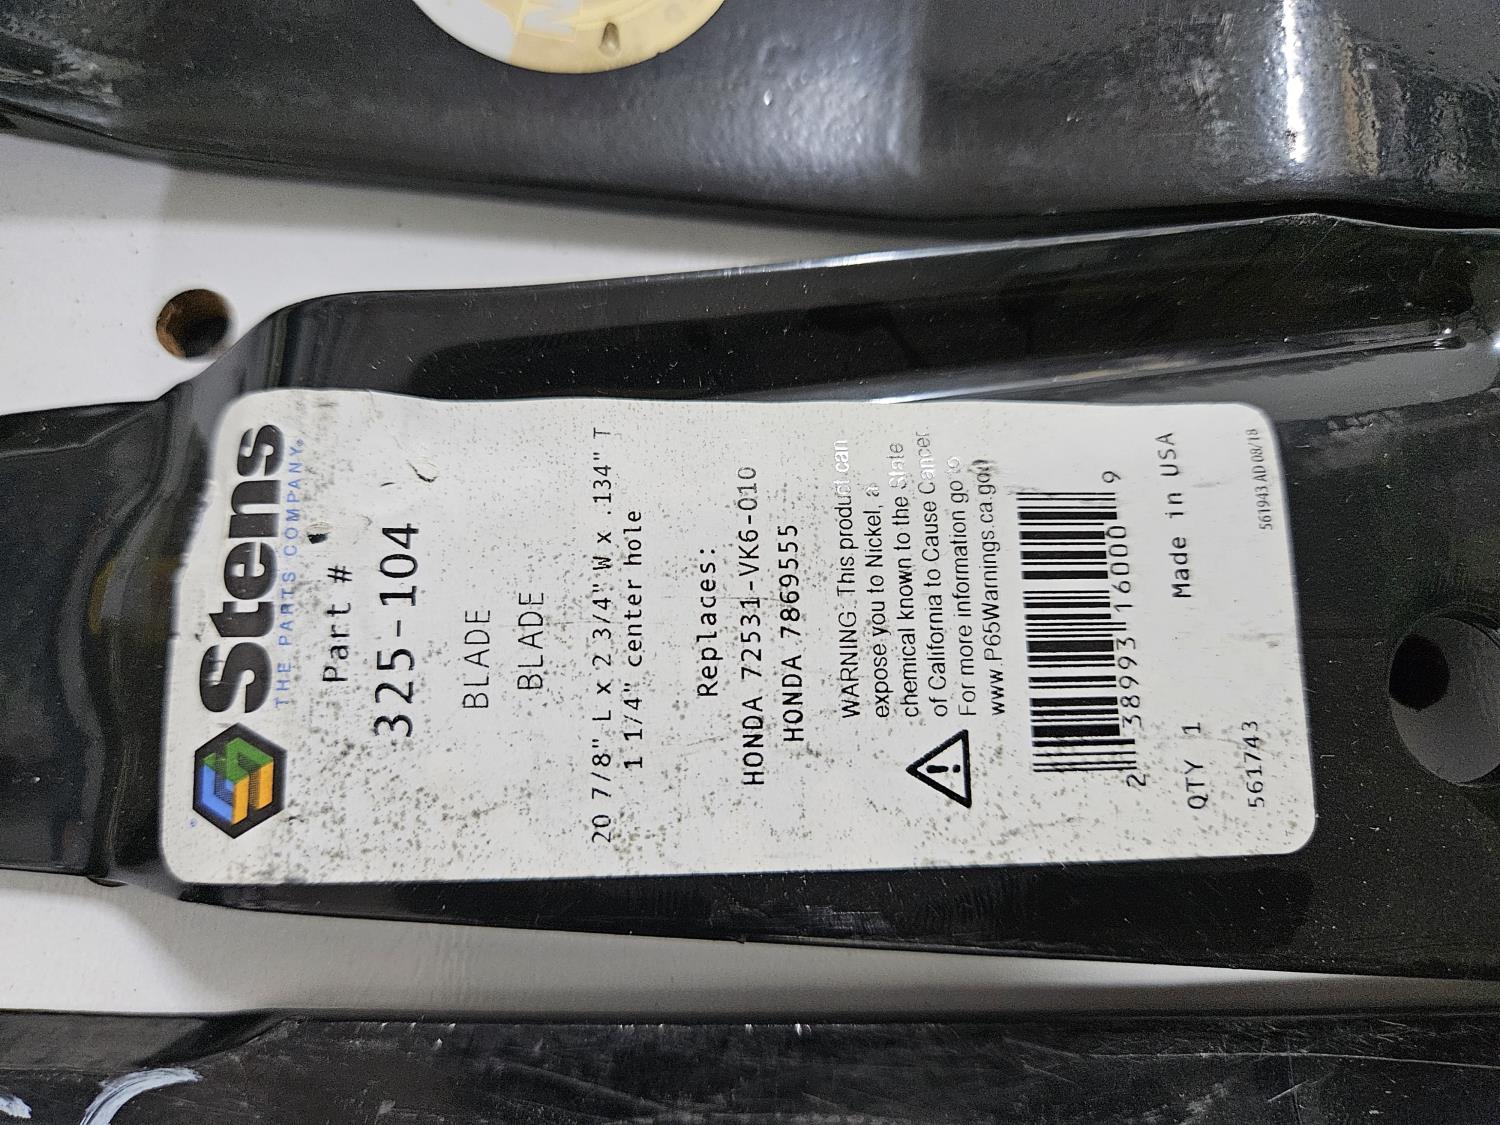 Stens
THE PARTS COMPANY®
Part #
325-104
BLADE
BLADE
20 7/8" L x 2 3/4" W x .134" T
1 1/4" center hole
Replaces:
HONDA 72531-VK6-010
HONDA 7869555
WARNING: This product can
expose you to Nickel, a
chemical known to the State
of California to Cause Cancer
For more information go to
www.P65Warnings.ca.gov)
2 38993 16000 9
QTY 1 Made in USA
561743 561943 AD 08/18